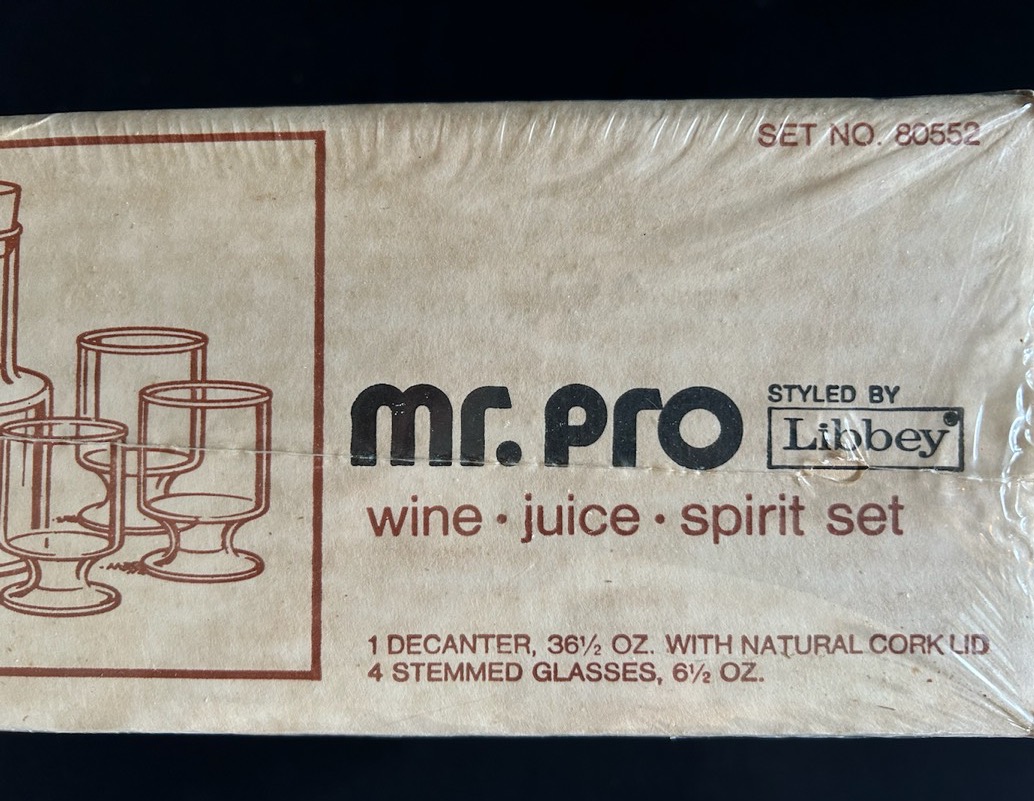 SET NO. 80552
mr. pro
STYLED BY
Libbey
wine · juice · spirit set
1 DECANTER, 36½ OZ. WITH NATURAL CORK LID
4 STEMMED GLASSES, 6½ OZ.